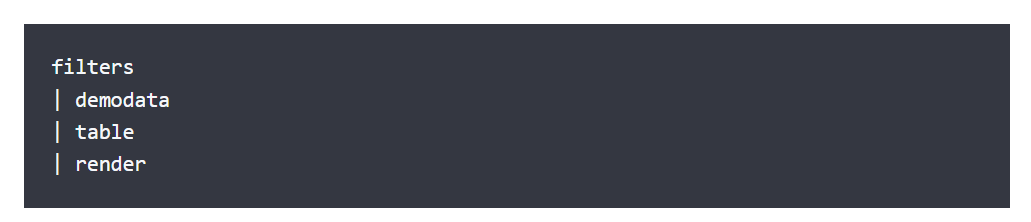 filters
| demodata
| table
| render